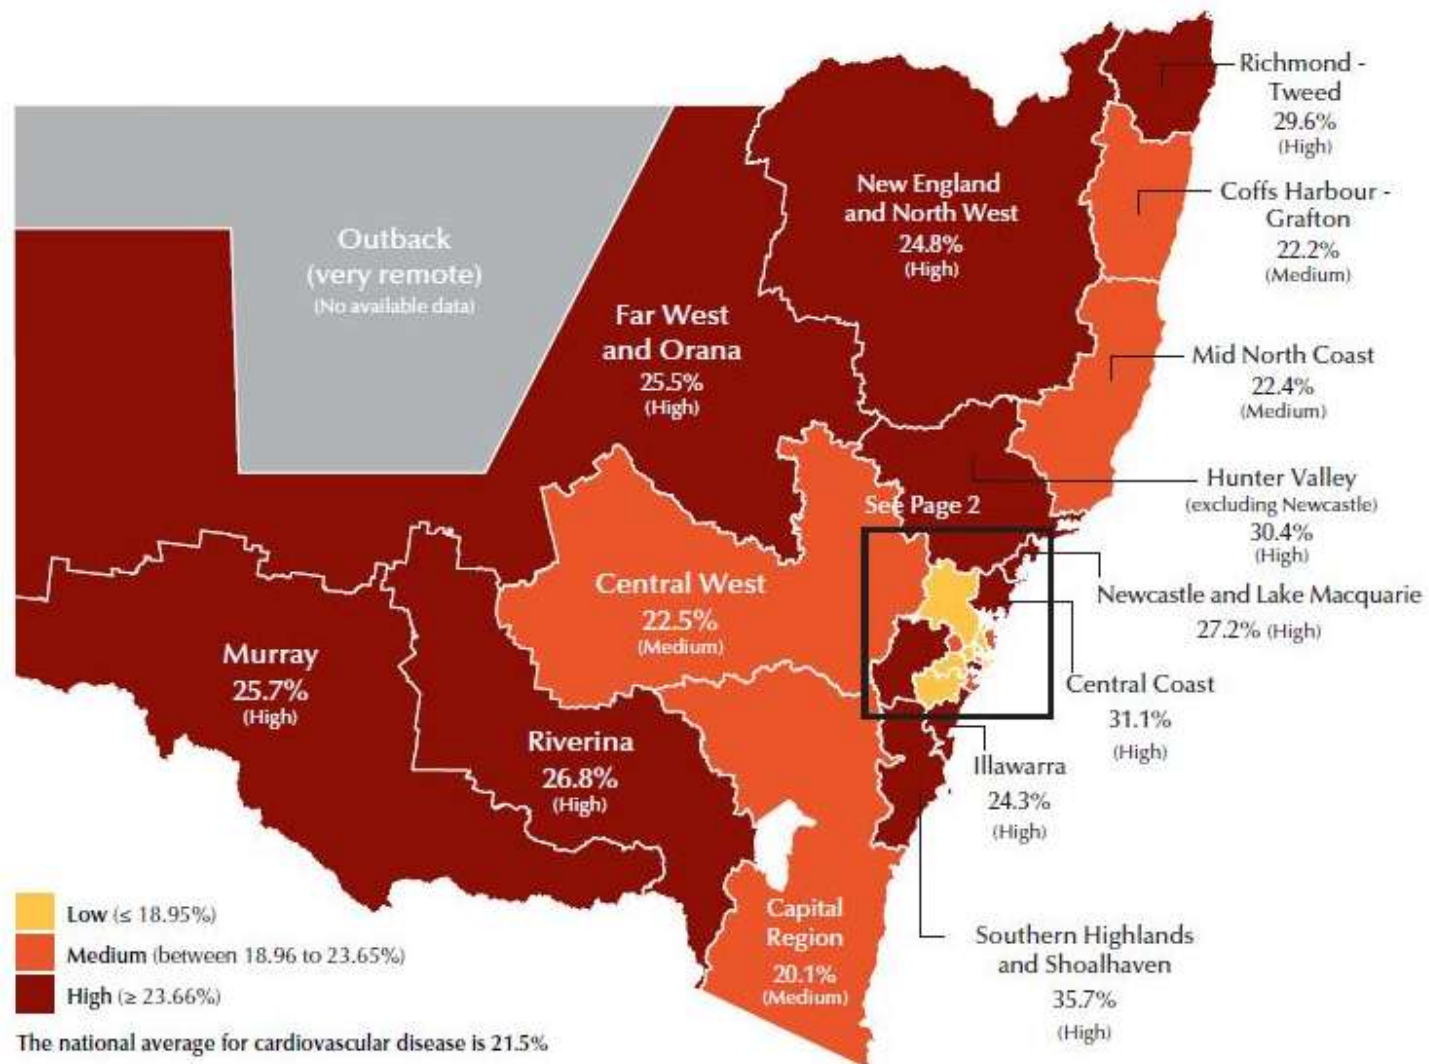 Richmond -
Tweed
29.6%
(High)
Coffs Harbour -
Grafton
22.2%
(Medium)
New England
and North West
24.8%
(High)
Outback
(very remote)
(No available data)
Far West
and Orana
25.5%
(High)
Mid North Coast
22.4%
(Medium)
Hunter Valley
(excluding Newcastle)
30.4%
(High)
See Page 2
Central West
22.5%
(Medium)
Newcastle and Lake Macquarie
27.2% (High)
Murray
25.7%
(High)
Central Coast
31.1%
(High)
Riverina
26.8%
(High)
Illawarra
24.3%
(High)
Capital
Region
20.1%
(Medium)
Southern Highlands
and Shoalhaven
35.7%
(High)
Low (≤ 18.95%)
Medium (between 18.96 to 23.65%)
High (≥ 23.66%)
The national average for cardiovascular disease is 21.5%